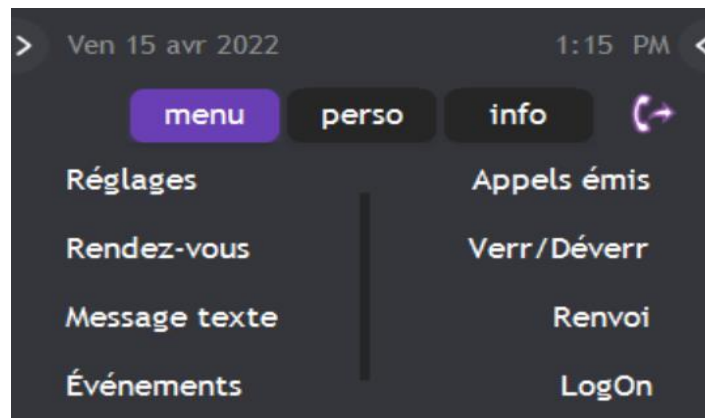 Ven 15 avr 2022 1:15 PM
menu perso info
Réglages Appels émis
Rendez-vous Verr/Déverr
Message texte Renvoi
Événements LogOn